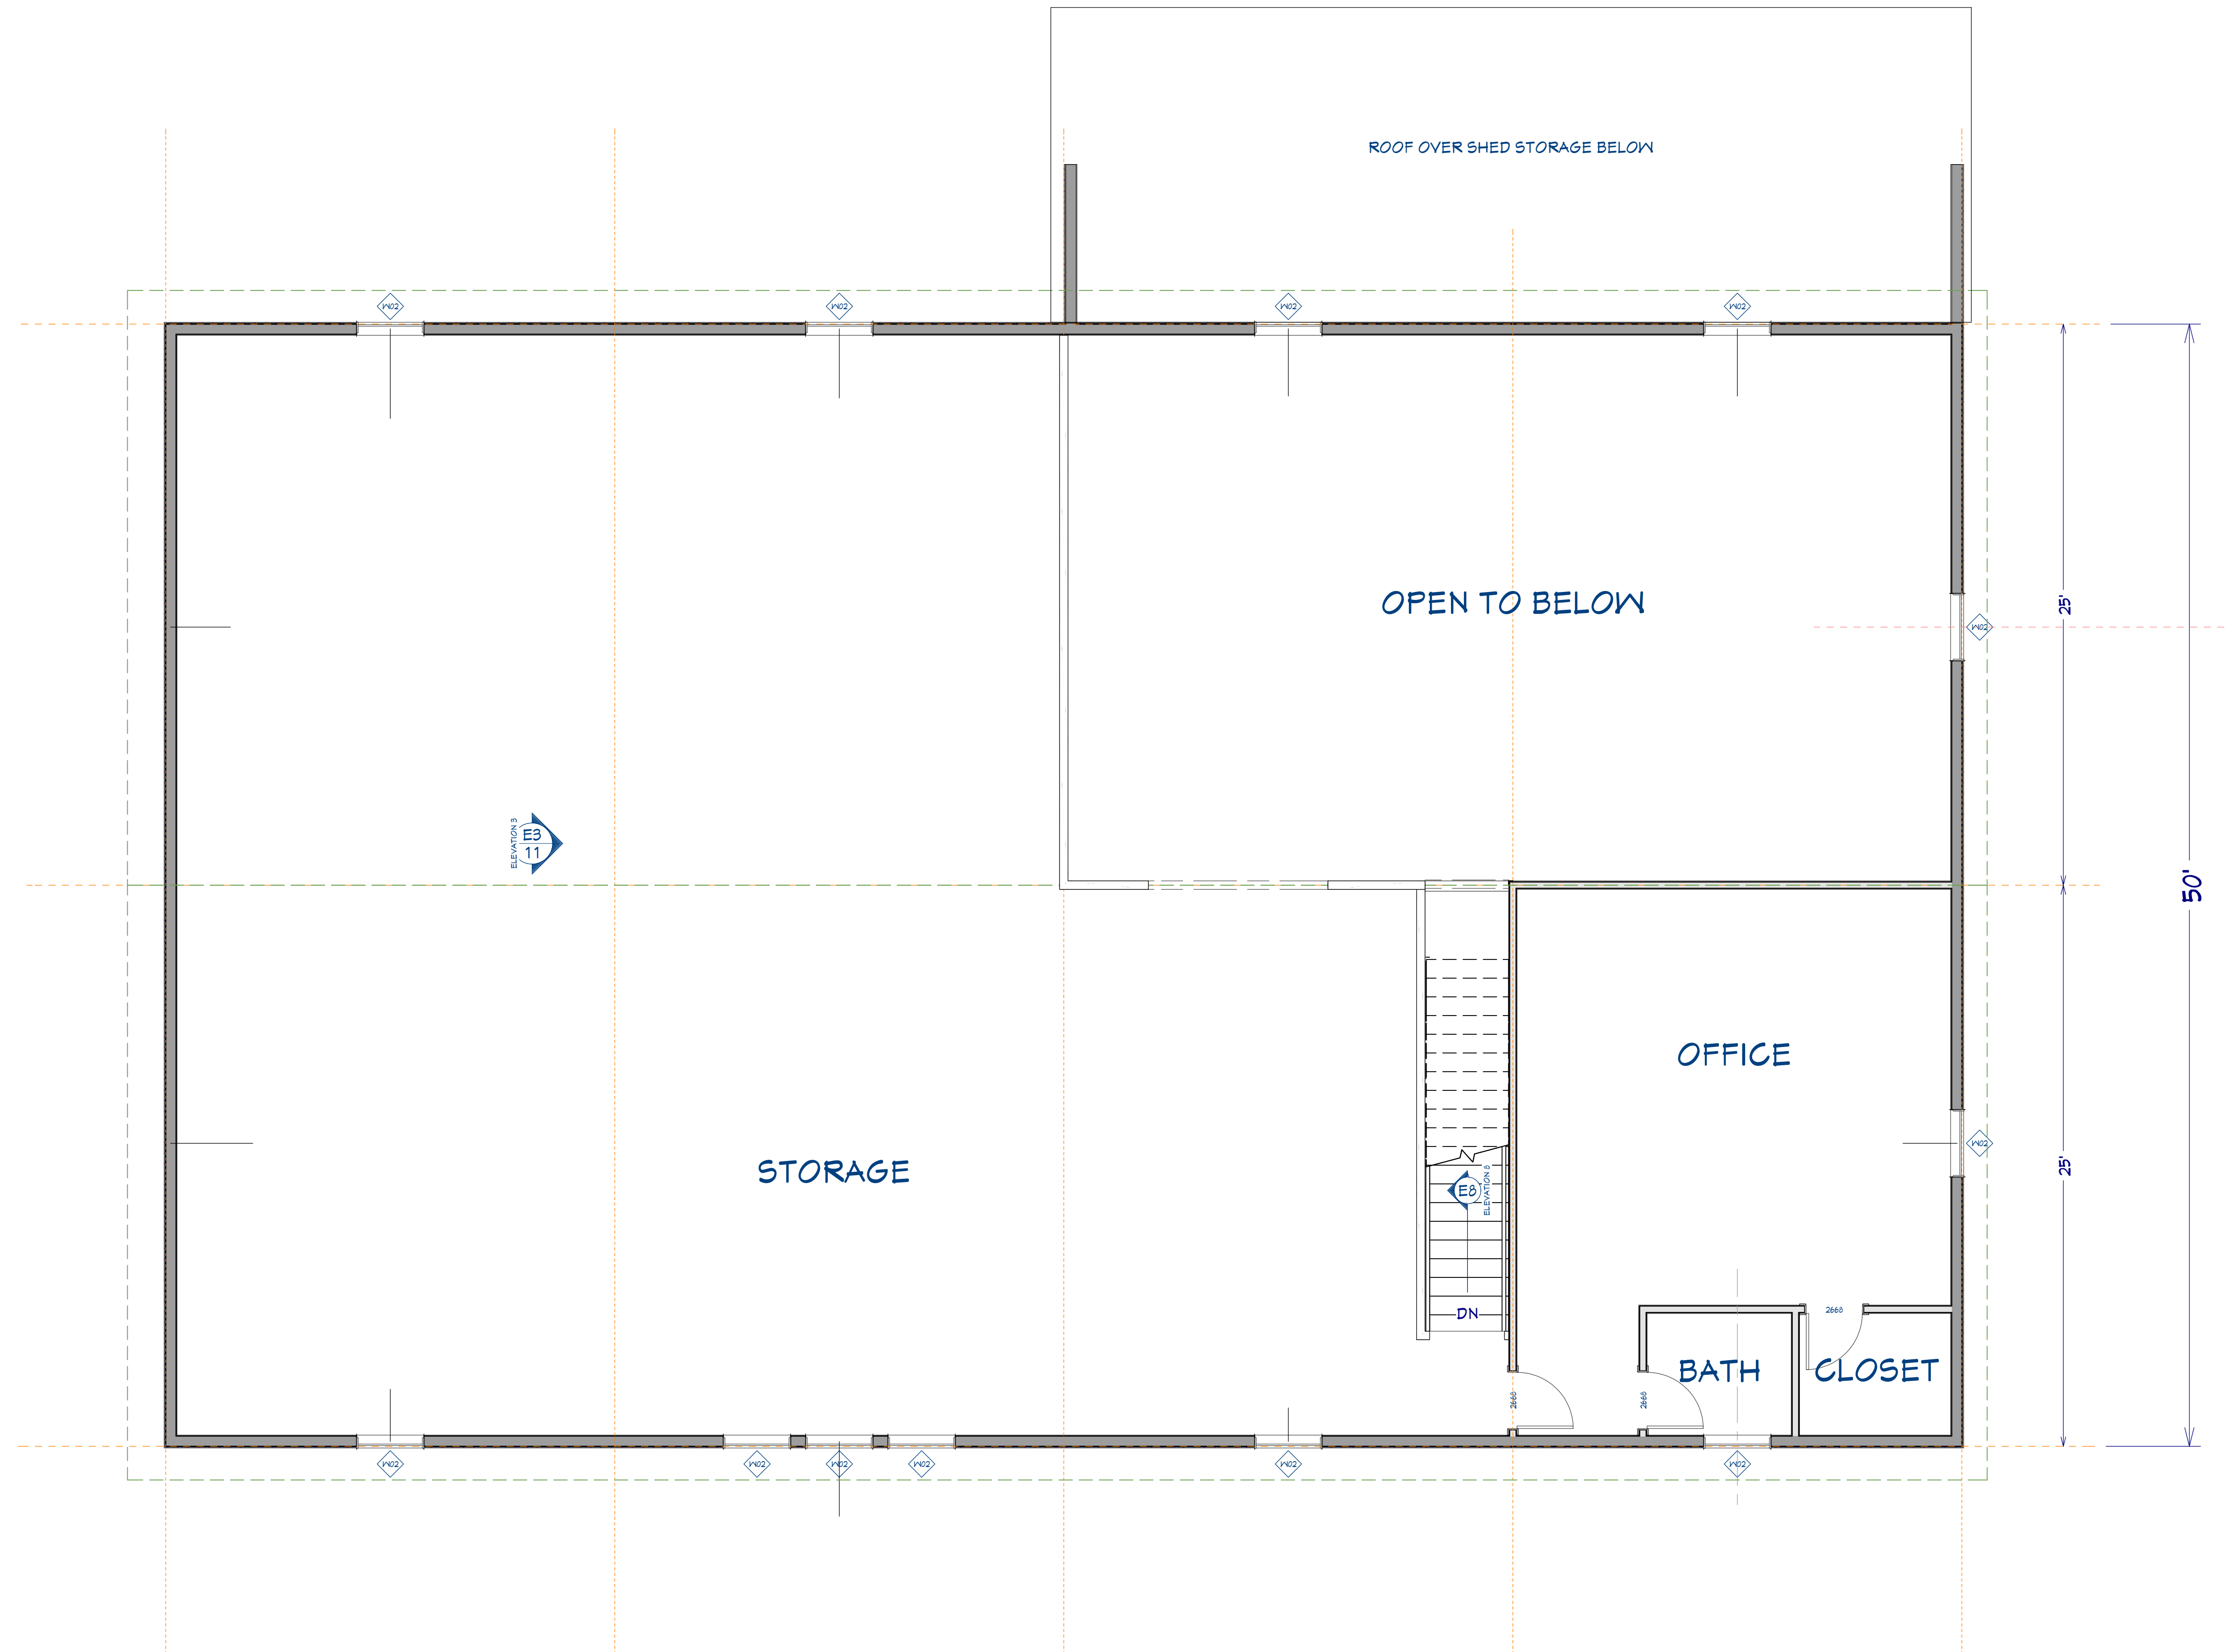 ROOF OVER SHED STORAGE BELOW
W02
W02
W02
W02
OPEN TO BELOW
25'
W02
ELEVATION 3
E3
11
50'
OFFICE
W02
25'
STORAGE
E8
ELEVATION 8
DN
2668
BATH
CLOSET
2668
2668
W02
W02
W02
W02
W02
W02